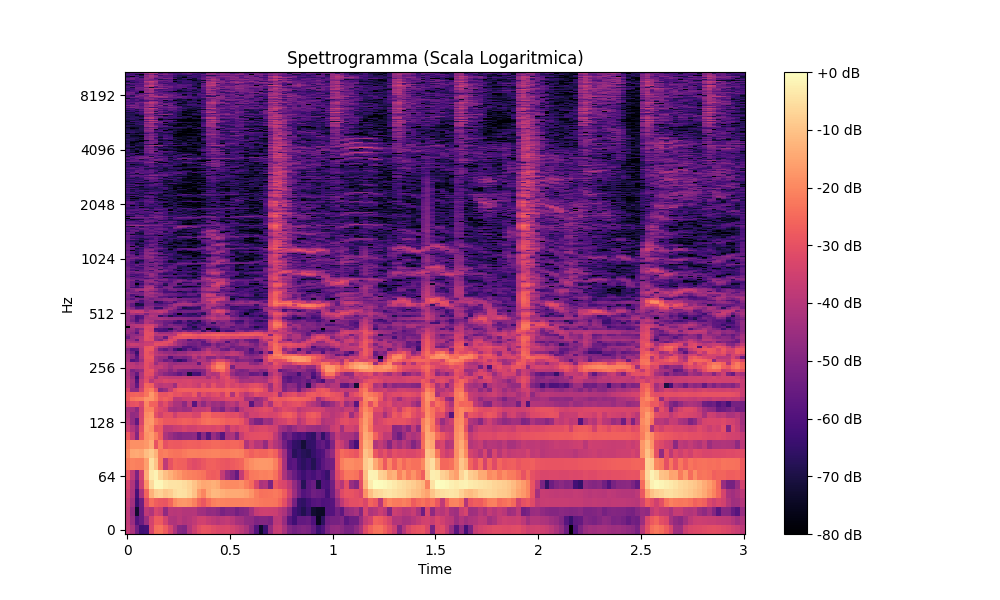 Spettrogramma (Scala Logaritmica)
8192
4096
2048
1024
512
256
128
64
0
Hz
0
0.5
1
1.5
2
2.5
3
Time
+0 dB
-10 dB
-20 dB
-30 dB
-40 dB
-50 dB
-60 dB
-70 dB
-80 dB